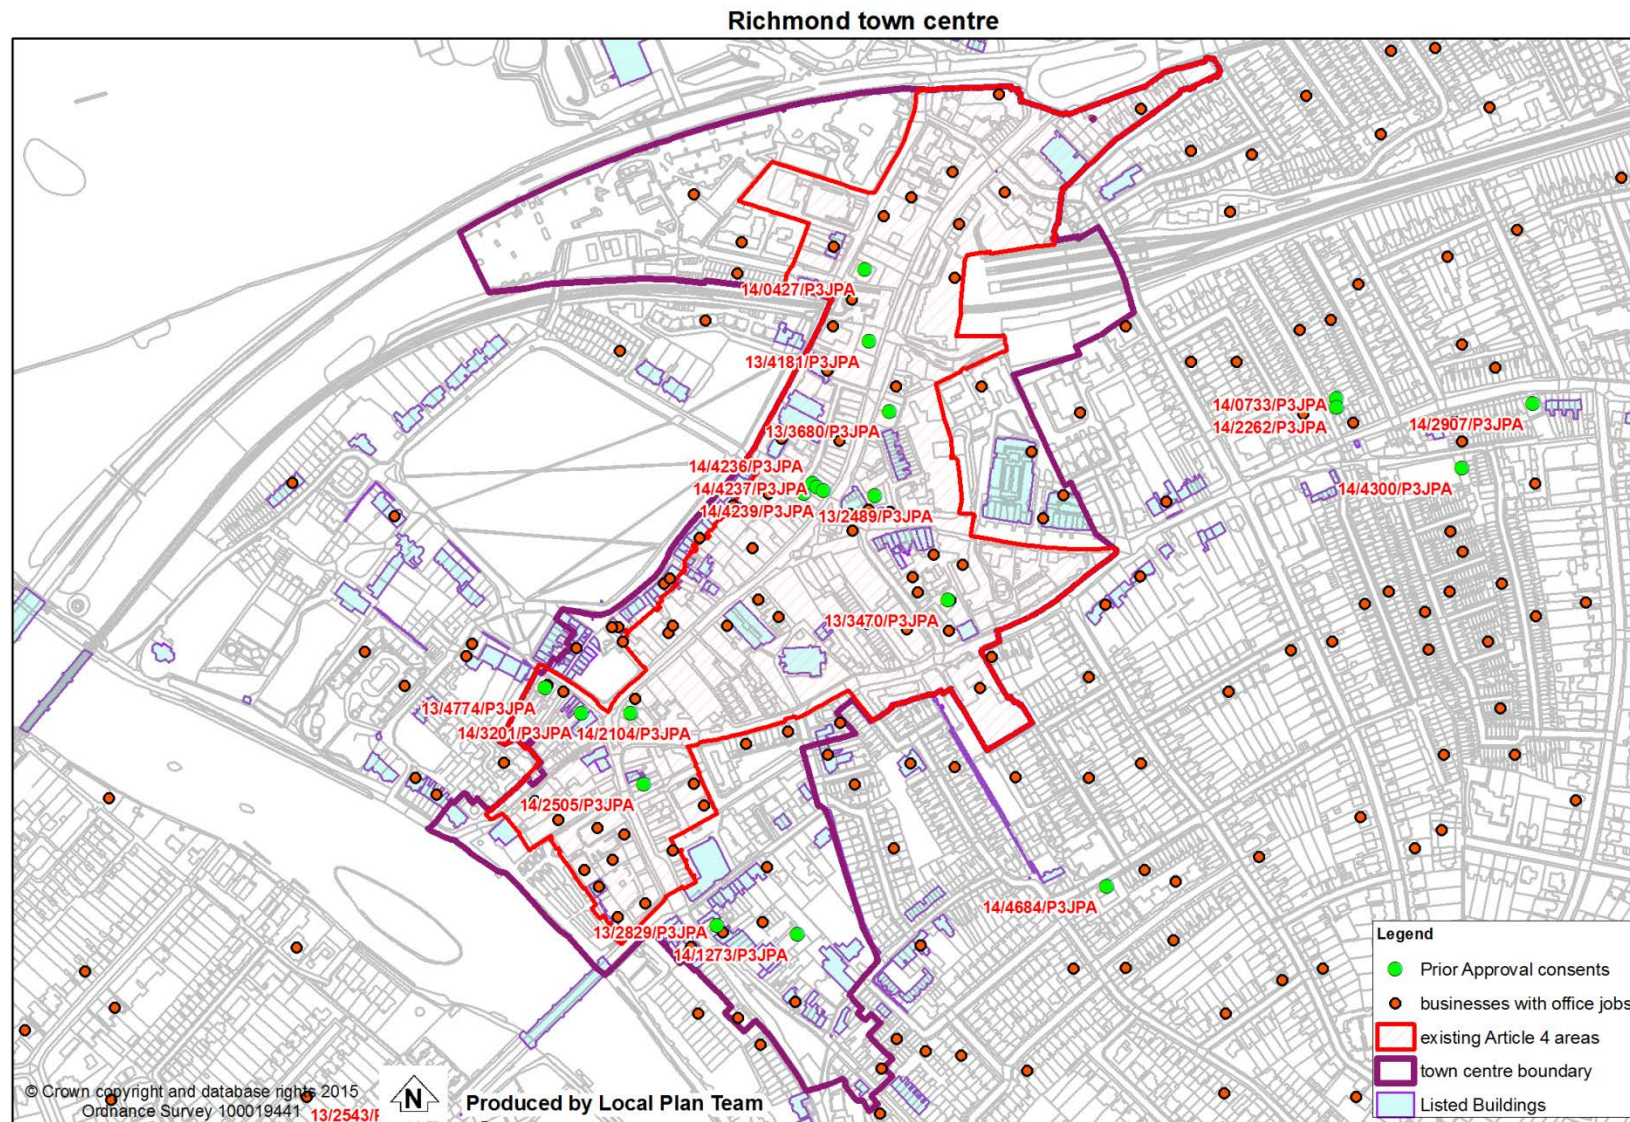 Richmond town centre
14/0427/P3JPA
13/4181/P3JPA
14/0733/P3JPA
14/2262/P3JPA
14/2907/P3JPA
13/3680/P3JPA
14/4236/P3JPA
14/4237/P3JPA
14/4239/P3JPA
13/2489/P3JPA
14/4300/P3JPA
13/3470/P3JPA
13/4774/P3JPA
14/3201/P3JPA
14/2104/P3JPA
14/2505/P3JPA
14/4684/P3JPA
13/2829/P3JPA
14/1273/P3JPA
Legend
Prior Approval consents
businesses with office jobs
existing Article 4 areas
town centre boundary
Listed Buildings
© Crown copyright and database rights 2015
Ordnance Survey 100019441
13/2543/
N
Produced by Local Plan Team